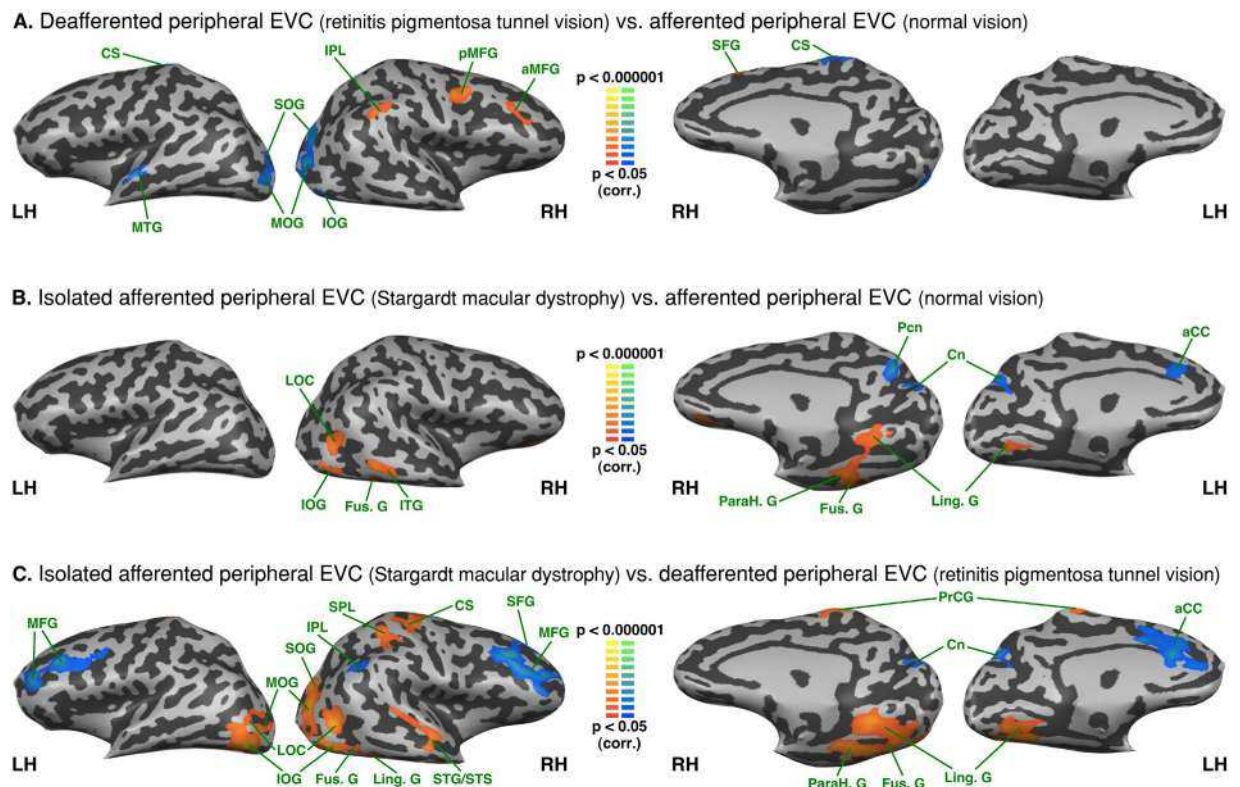 A. Deafferented peripheral EVC (retinitis pigmentosa tunnel vision) vs. afferented peripheral EVC (normal vision)
CS
IPL
pMFG
aMFG
SOG
p < 0.000001
SFG
CS
p < 0.05
(corr.)
LH
MTG
MOG
IOG
RH
RH
LH
B. Isolated afferented peripheral EVC (Stargardt macular dystrophy) vs. afferented peripheral EVC (normal vision)
p < 0.000001
Pcn
Cn
aCC
LOC
p < 0.05
(corr.)
LH
IOG
Fus. G
ITG
RH
RH
ParaH. G
Fus. G
Ling. G
LH
C. Isolated afferented peripheral EVC (Stargardt macular dystrophy) vs. deafferented peripheral EVC (retinitis pigmentosa tunnel vision)
MFG
SPL
CS
SFG
IPL
SOG
MFG
p < 0.000001
PrCG
aCC
Cn
MOG
LOC
p < 0.05
(corr.)
LH
IOG
Fus. G
Ling. G
STG/STS
RH
RH
ParaH. G
Fus. G
Ling. G
LH